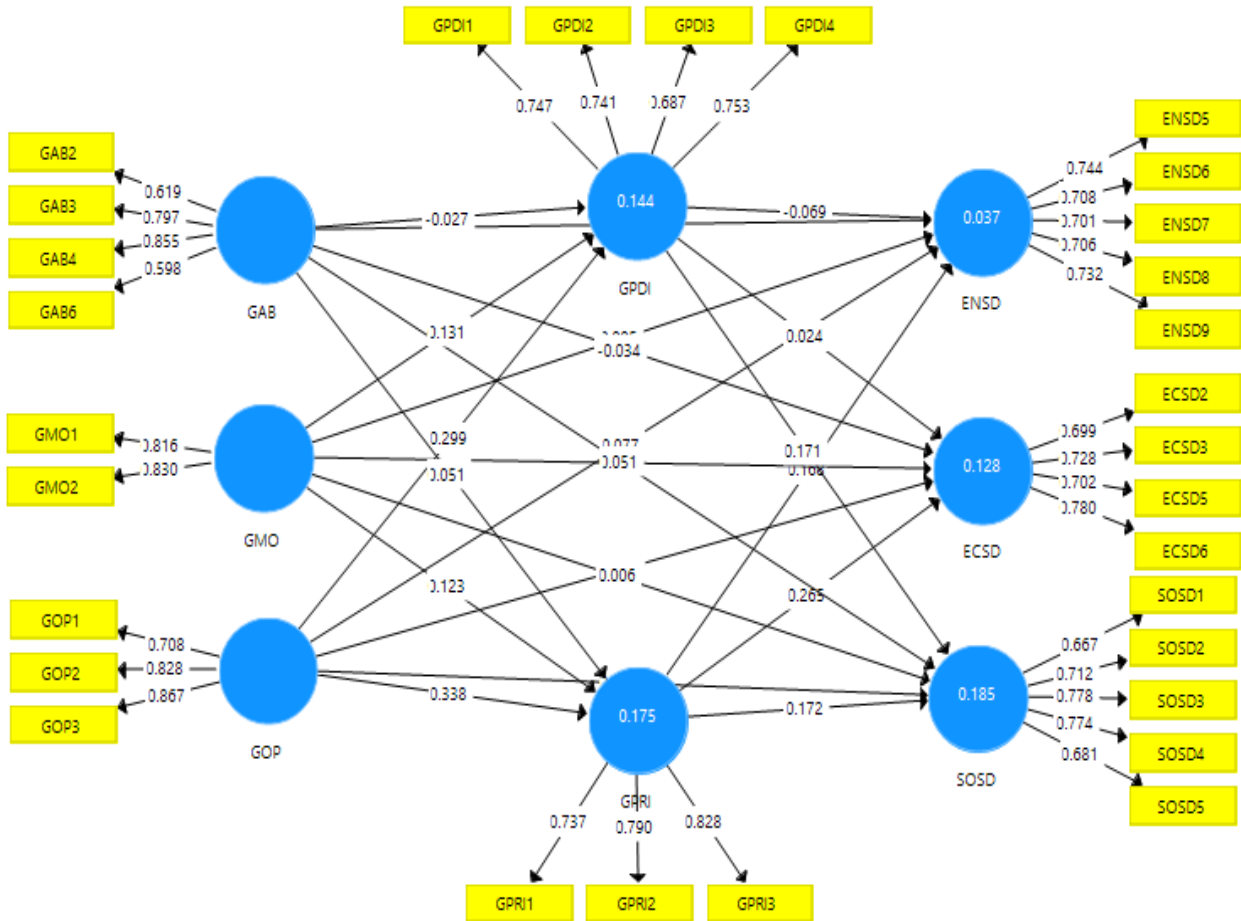 GPDI1 GPDI2 GPDI3 GPDI4
0.747 0.741 0.687 0.753
GAB2
GAB3
GAB4
GAB6
0.619
0.797
0.855
0.598
GAB
-0.027
0.144
GPDI
-0.069
0.037
ENSD
0.744
0.708
0.701
0.706
0.732
ENSD5
ENSD6
ENSD7
ENSD8
ENSD9
0.131
-0.034
0.024
GMO1
GMO2
0.816
0.830
GMO
0.299
0.051
0.077
0.051
0.171
0.128
ECSD
0.699
0.728
0.702
0.780
ECSD2
ECSD3
ECSD5
ECSD6
0.123
0.006
0.265
GOP1
GOP2
GOP3
0.708
0.828
0.867
GOP
0.338
0.175
GPRI
0.172
0.185
SOSD
0.667
0.712
0.778
0.774
0.681
SOSD1
SOSD2
SOSD3
SOSD4
SOSD5
0.737 0.790 0.828
GPRI1 GPRI2 GPRI3